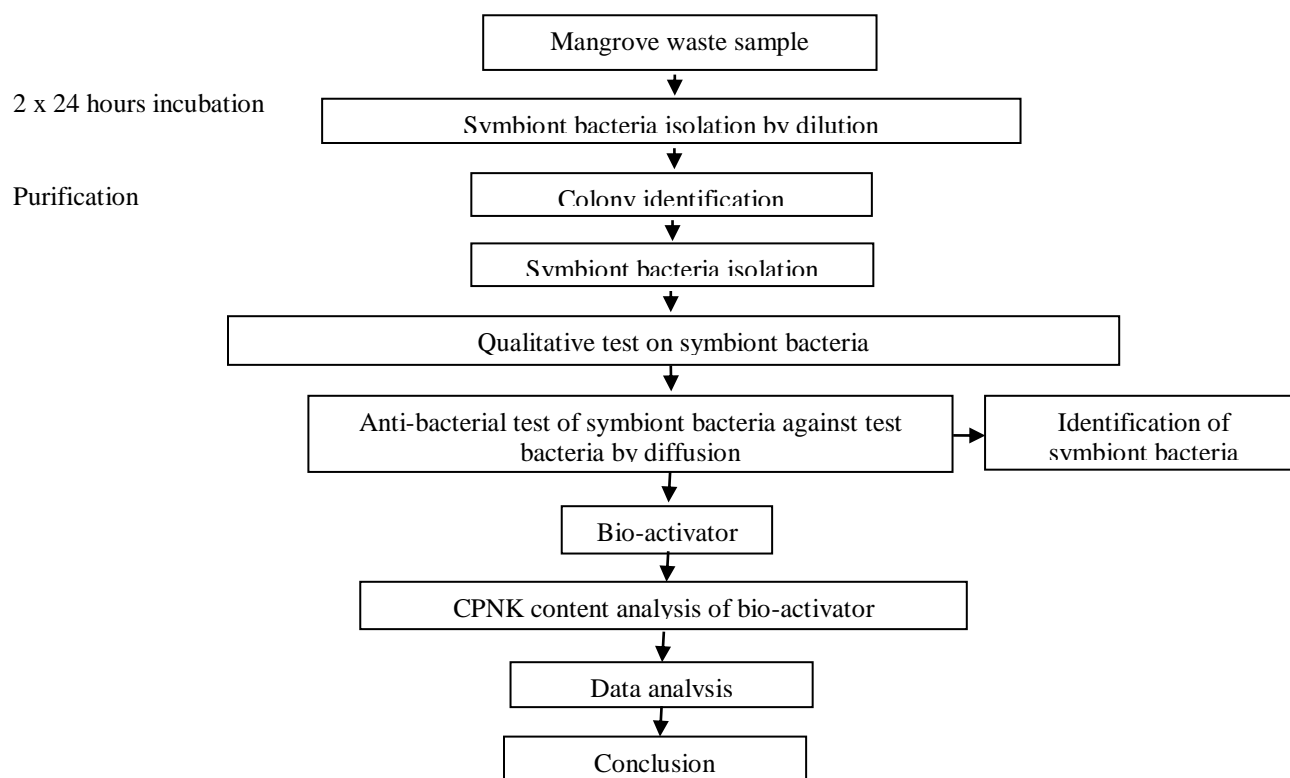 Mangrove waste sample
2 x 24 hours incubation
Symbiont bacteria isolation by dilution
Purification
Colony identification
Symbiont bacteria isolation
Qualitative test on symbiont bacteria
Anti-bacterial test of symbiont bacteria against test
bacteria by diffusion
Identification of
symbiont bacteria
Bio-activator
CPNK content analysis of bio-activator
Data analysis
Conclusion